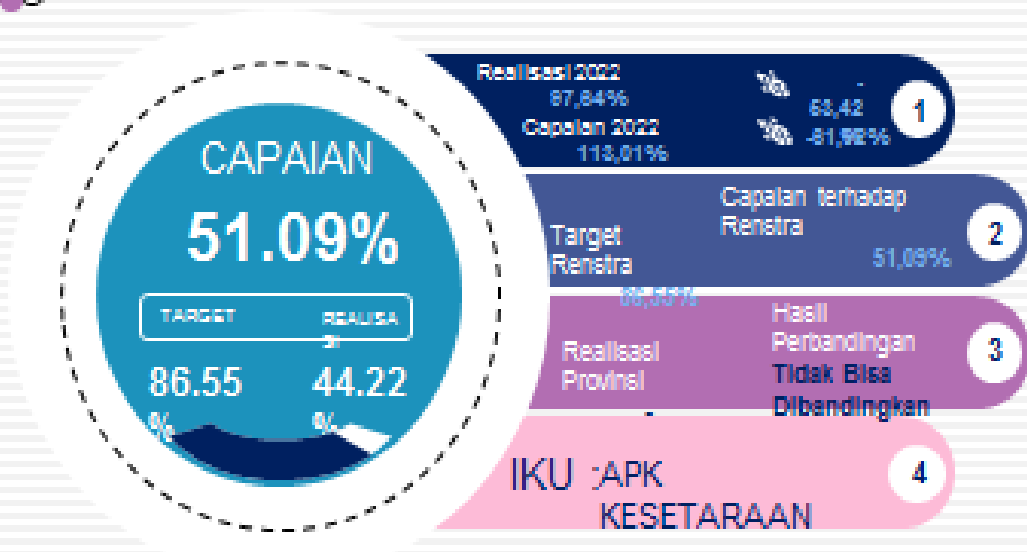 CAPAIAN
51.09%
TARGET
REALISA
SI
86.55
%
44.22
%
Realisasi 2022
87,84%
Capaian 2022
113,01%
-
53,42
1
Target
Renstra
86,55%
Capaian terhadap
Renstra
51,09%
2
Realisasi
Provinsi
-
Hasil
Perbandingan
Tidak Bisa
Dibandingkan
3
IKU :APK
KESETARAAN
4